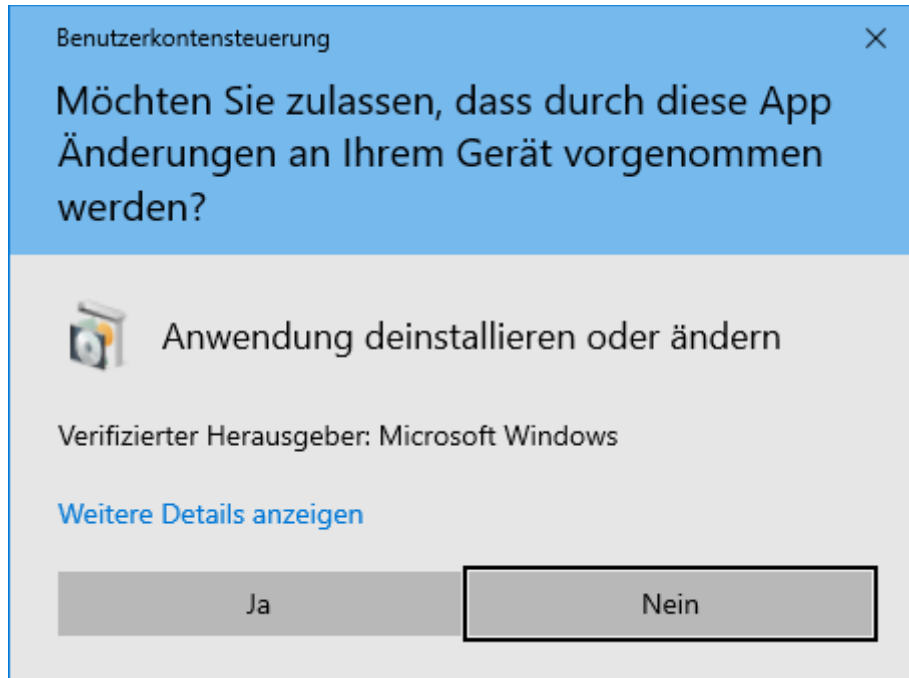 Benutzerkontensteuerung
Möchten Sie zulassen, dass durch diese App
Änderungen an Ihrem Gerät vorgenommen
werden?
Anwendung deinstallieren oder ändern
Verifizierter Herausgeber: Microsoft Windows
Weitere Details anzeigen
Ja
Nein